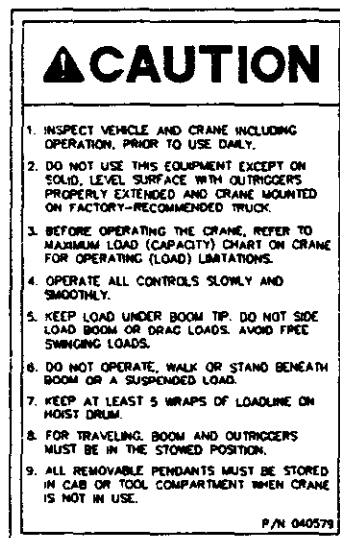 CAUTION
1. INSPECT VEHICLE AND CRANE INCLUDING
OPERATION, PRIOR TO USE DAILY.
2. DO NOT USE THIS EQUIPMENT EXCEPT ON
SOLID, LEVEL SURFACE WITH OUTRIGGERS
PROPERLY EXTENDED AND CRANE MOUNTED
ON FACTORY-RECOMMENDED TRUCK.
3. BEFORE OPERATING THE CRANE, REFER TO
MAXIMUM LOAD (CAPACITY) CHART ON CRANE
FOR OPERATING (LOAD) LIMITATIONS.
4. OPERATE ALL CONTROLS SLOWLY AND
SMOOTHLY.
5. KEEP LOAD UNDER BOOM TIP. DO NOT SIDE
LOAD BOOM OR DRAG LOADS. AVOID FREE
SWINGING LOADS.
6. DO NOT OPERATE, WALK OR STAND BENEATH
BOOM OR A SUSPENDED LOAD.
7. KEEP AT LEAST 5 WRAPS OF LOADLINE ON
HOIST DRUM.
8. FOR TRAVELING, BOOM AND OUTRIGGERS
MUST BE IN THE STOWED POSITION.
9. ALL REMOVABLE PENDANTS MUST BE STORED
IN CAB OR TOOL COMPARTMENT WHEN CRANE
IS NOT IN USE.
P/N 040579